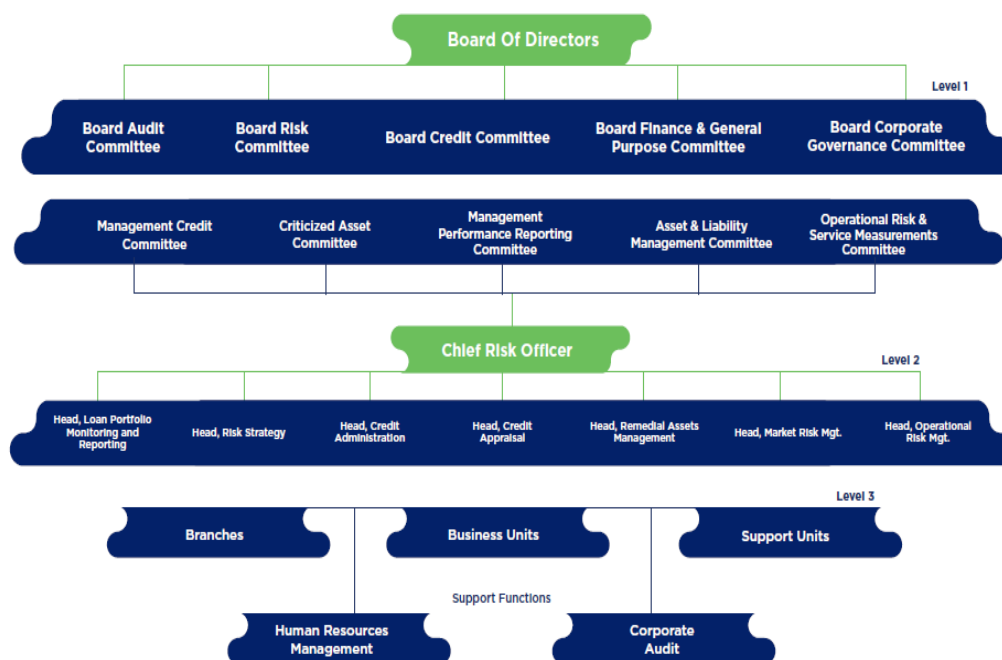 Board Of Directors
Level 1
Board Audit
Committee
Board Risk
Committee
Board Credit Committee
Board Finance & General
Purpose Committee
Board Corporate
Governance Committee
Management Credit
Committee
Criticized Asset
Committee
Management
Performance Reporting
Committee
Asset & Liability
Management Committee
Operational Risk &
Service Measurements
Committee
Chief Risk Officer
Level 2
Head, Loan Portfolio
Monitoring and
Reporting
Head, Risk Strategy
Head, Credit
Administration
Head, Credit
Appraisal
Head, Remedial Assets
Management
Head, Market Risk Mgt.
Head, Operational
Risk Mgt.
Level 3
Branches
Business Units
Support Units
Support Functions
Human Resources
Management
Corporate
Audit